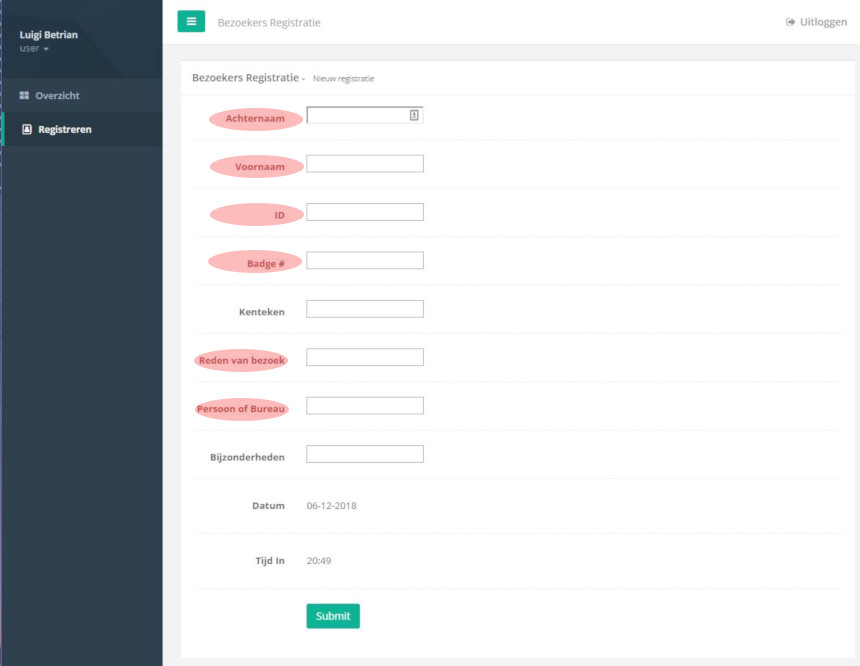 Luigi Betrian
user
Bezoekers Registratie
Uitloggen
Overzicht
Registreren
Bezoekers Registratie - Nieuw registratie
Achternaam
Voornaam
ID
Badge #
Kenteken
Reden van bezoek
Persoon of Bureau
Bijzonderheden
Datum 06-12-2018
Tijd In 20:49
Submit